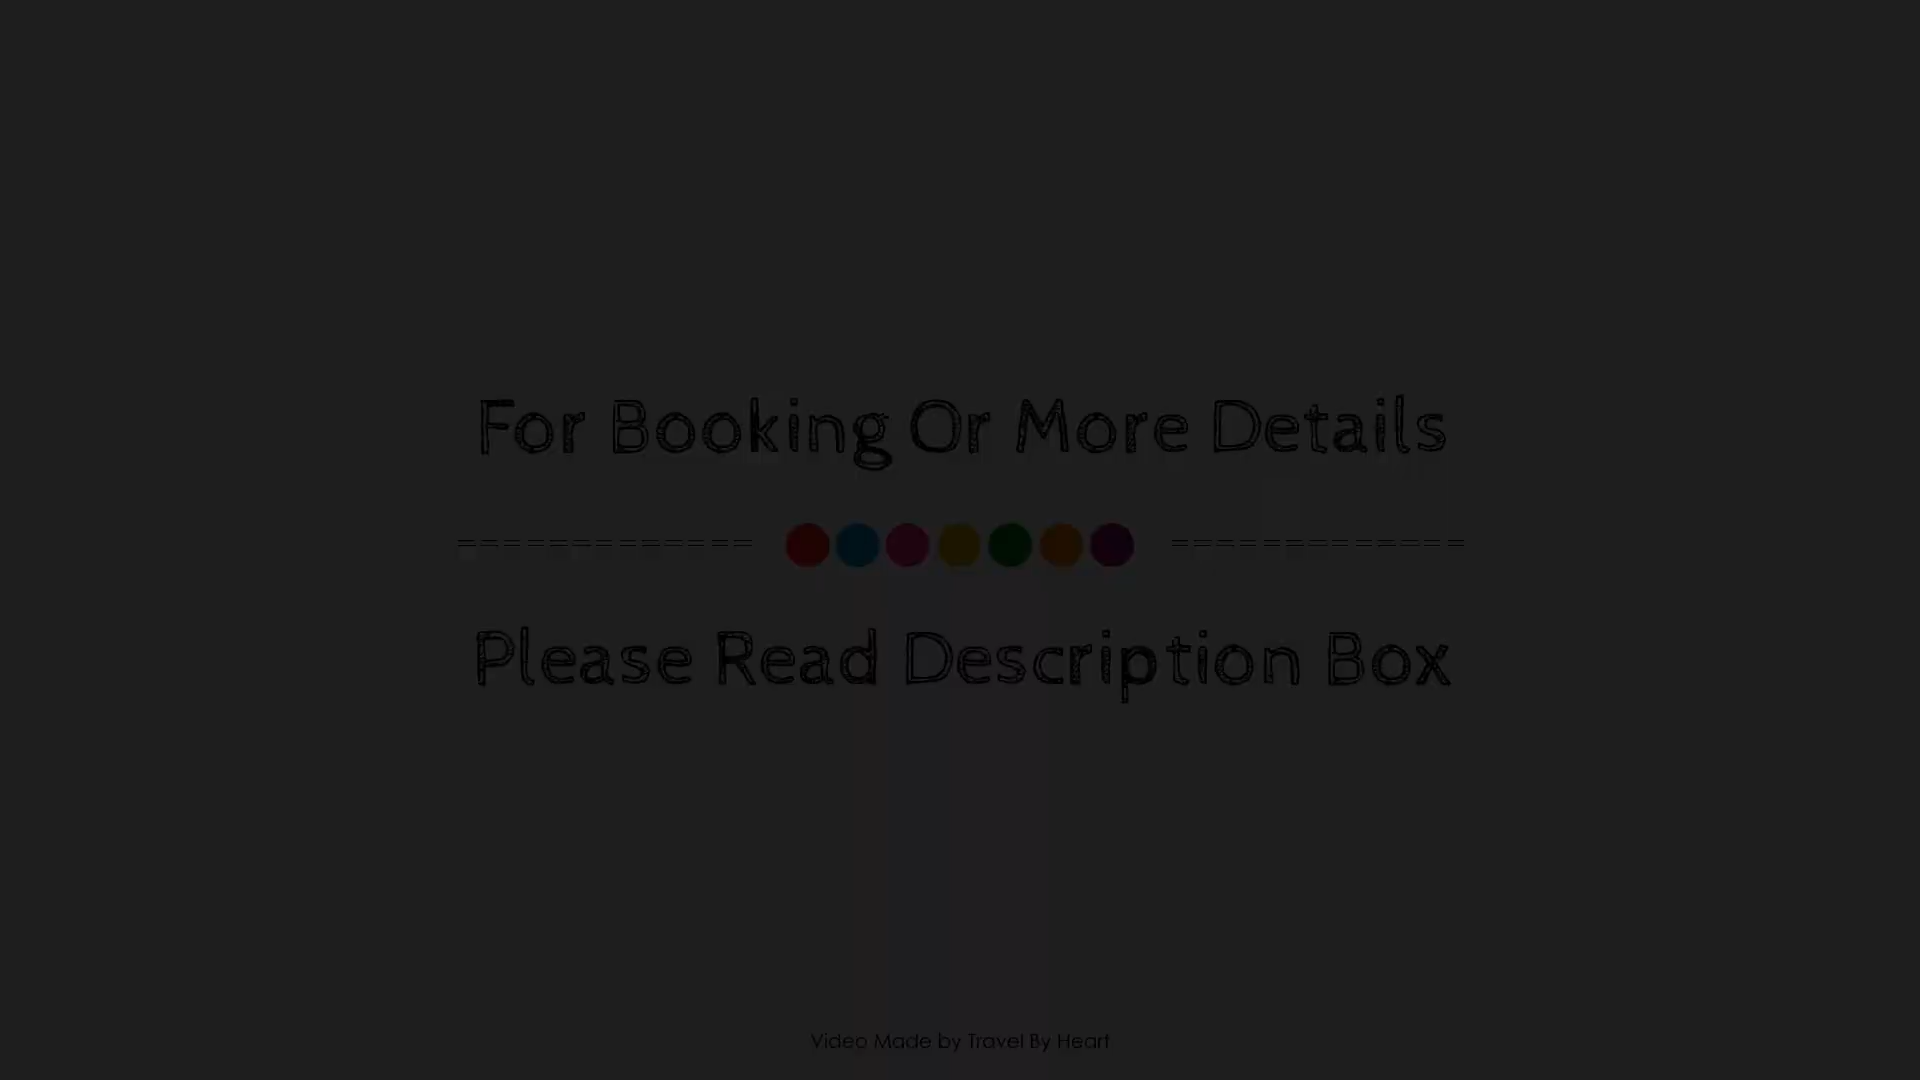 For Booking Or More Details
============= =============
Please Read Description Box
Video Made by Travel By Heart